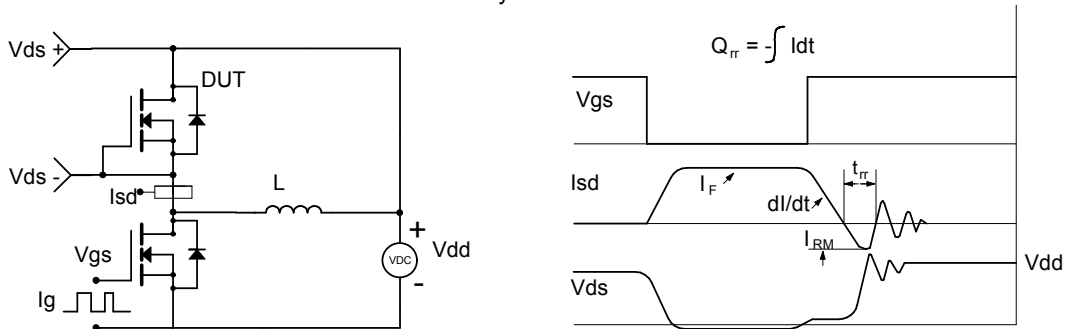 Vds +
DUT
Vds -
Isd
L
Vgs
Ig
+
VDC
-
Vdd
Qrr = -∫ Idt
Vgs
Isd
IF
dI/dt
trr
IRM
Vds
Vdd